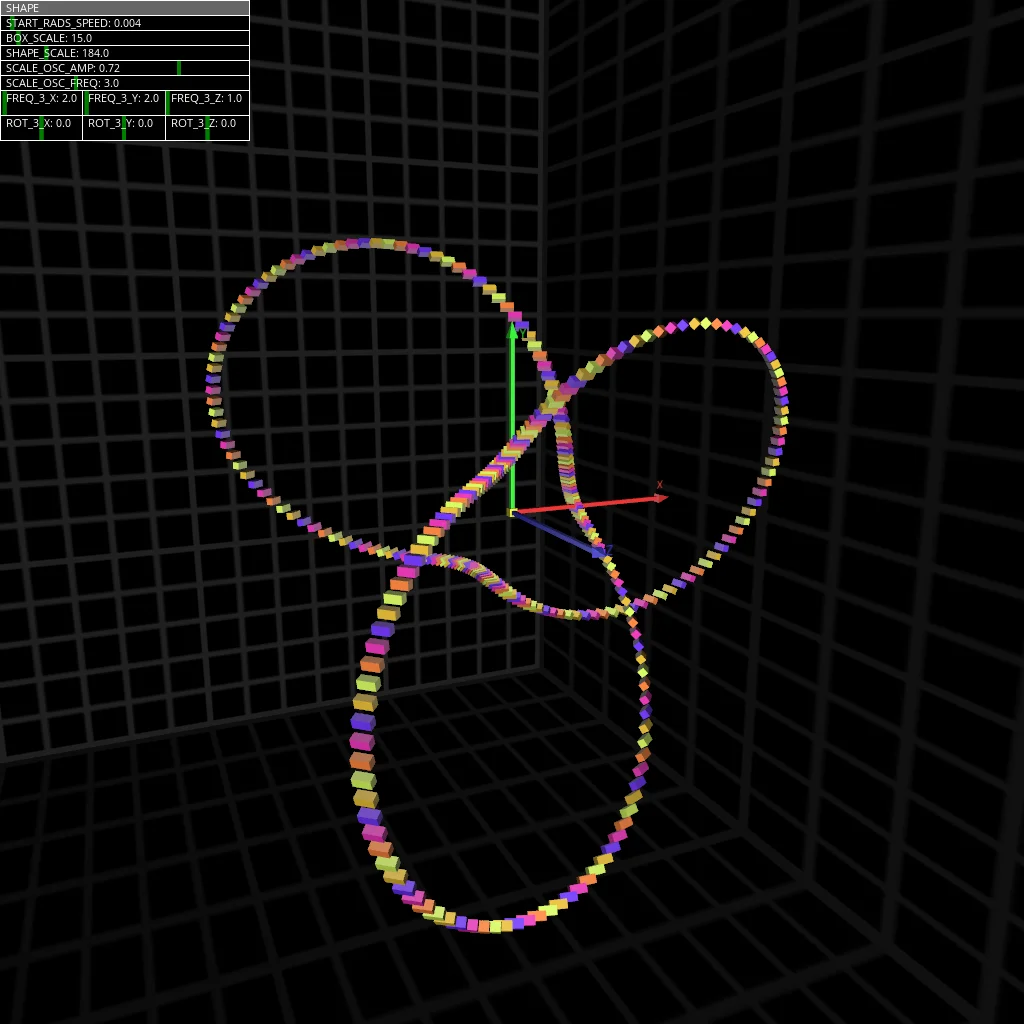 SHAPE
START_RADS_SPEED: 0.004
BOX_SCALE: 15.0
SHAPE_SCALE: 184.0
SCALE_OSC_AMP: 0.72
SCALE_OSC_FREQ: 3.0
FREQ_3_X: 2.0 FREQ_3_Y: 2.0 FREQ_3_Z: 1.0
ROT_3_X: 0.0 ROT_3_Y: 0.0 ROT_3_Z: 0.0
Y
X
Z